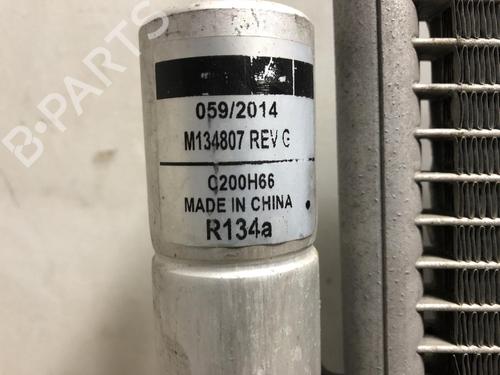 B-PARTS
059/2014
M134807 REV C
C200H66
MADE IN CHINA
R134a